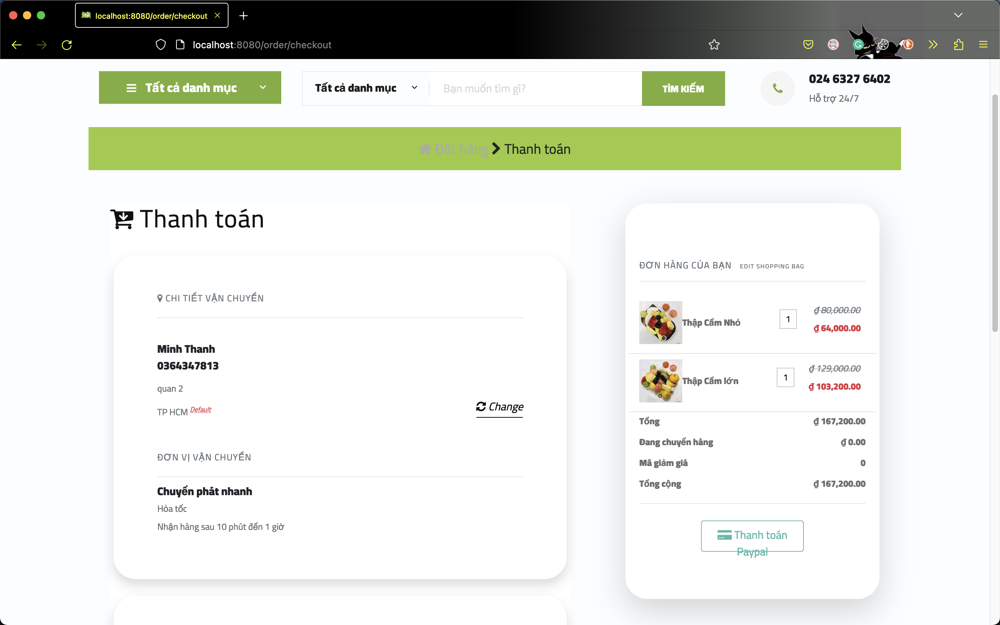 localhost:8080/order/checkout
localhost:8080/order/checkout
Tất cả danh mục
Tất cả danh mục
Bạn muốn tìm gì?
TÌM KIẾM
024 6327 6402
Hỗ trợ 24/7
Đặt hàng
Thanh toán
Thanh toán
CHI TIẾT VẬN CHUYỂN
Minh Thanh
0364347813
quan 2
TP HCM Default
Change
ĐƠN VỊ VẬN CHUYỂN
Chuyển phát nhanh
Hỏa tốc
Nhận hàng sau 10 phút đến 1 giờ
ĐƠN HÀNG CỦA BẠN EDIT SHOPPING BAG
Thập Cẩm Nhỏ
1
₫ 80,000.00
₫ 64,000.00
Thập Cẩm lớn
1
₫ 129,000.00
₫ 103,200.00
Tổng ₫ 167,200.00
Đang chuyển hàng ₫ 0.00
Mã giảm giá 0
Tổng cộng ₫ 167,200.00
Thanh toán
Paypal